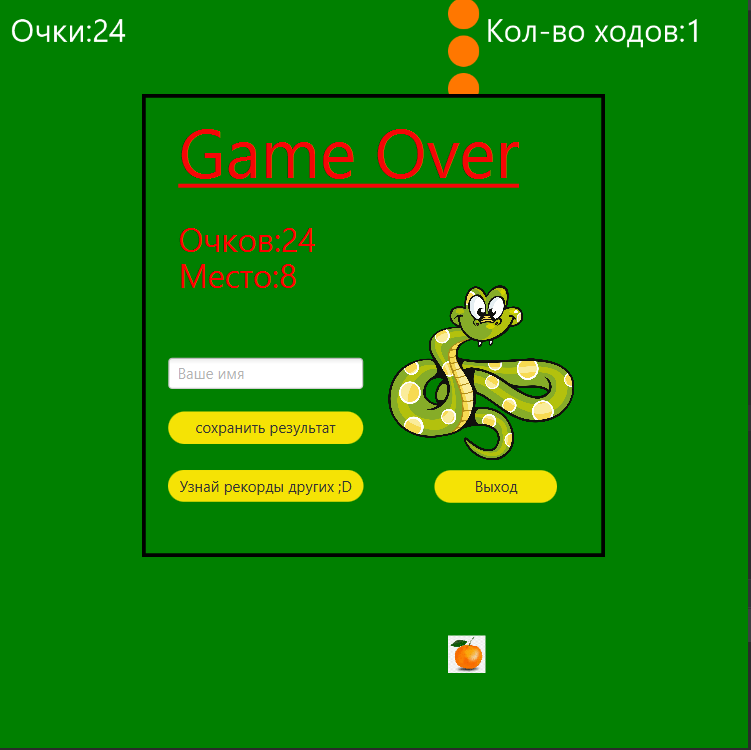 Очки:24
Кол-во ходов:1
Game Over
Очков:24
Место:8
Ваше имя
сохранить результат
Узнай рекорды других ;D
Выход